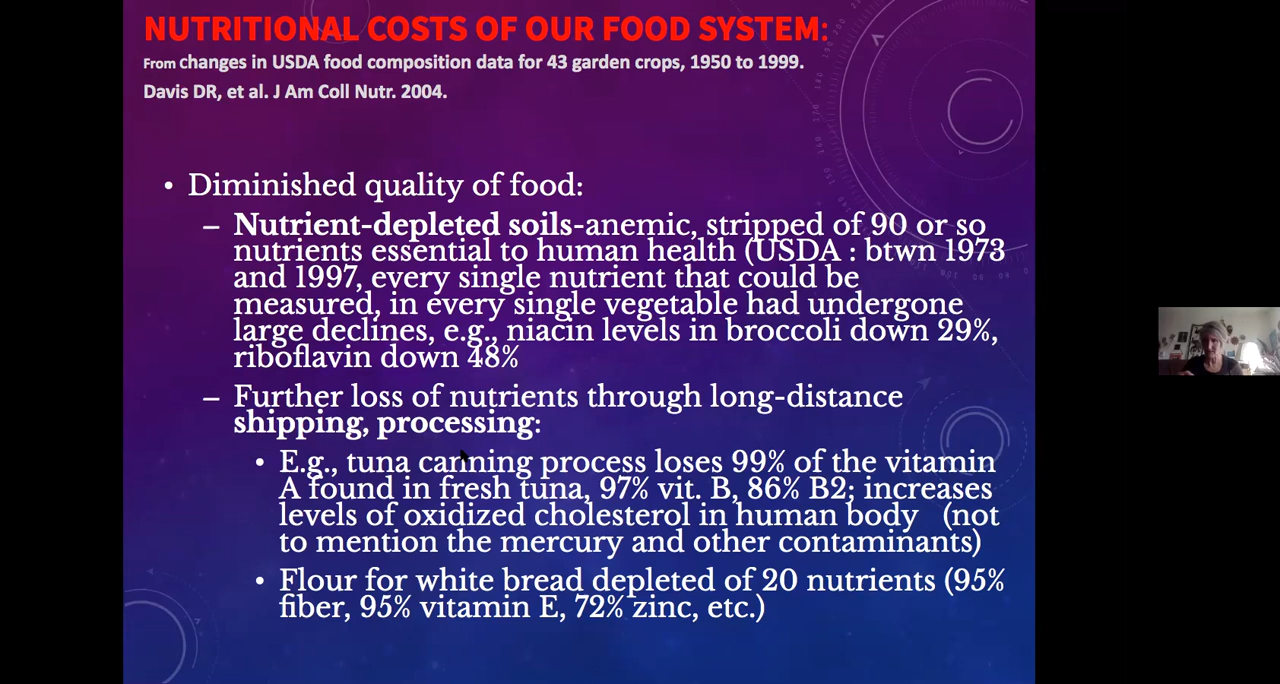 NUTRITIONAL COSTS OF OUR FOOD SYSTEM:
From changes in USDA food composition data for 43 garden crops, 1950 to 1999.
Davis DR, et al. J Am Coll Nutr. 2004.
• Diminished quality of food:
– Nutrient-depleted soils-anemic, stripped of 90 or so
nutrients essential to human health (USDA : btwn 1973
and 1997, every single nutrient that could be
measured, in every single vegetable had undergone
large declines, e.g., niacin levels in broccoli down 29%,
riboflavin down 48%
– Further loss of nutrients through long-distance
shipping, processing:
• E.g., tuna canning process loses 99% of the vitamin
A found in fresh tuna, 97% vit. B, 86% B2; increases
levels of oxidized cholesterol in human body (not
to mention the mercury and other contaminants)
• Flour for white bread depleted of 20 nutrients (95%
fiber, 95% vitamin E, 72% zinc, etc.)